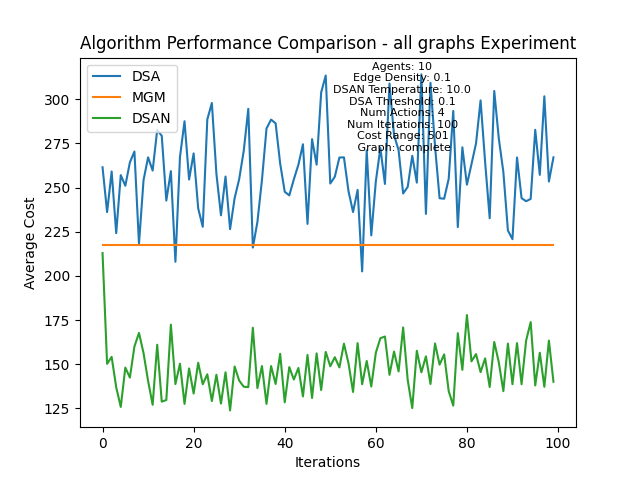 Algorithm Performance Comparison - all graphs Experiment
DSA
MGM
DSAN
Agents: 10
Edge Density: 0.1
DSAN Temperature: 10.0
DSA Threshold: 0.1
Num Actions: 4
Num Iterations: 100
Cost Range: 501
Graph: complete
Average Cost
300
275
250
225
200
175
150
125
0 20 40 60 80 100
Iterations